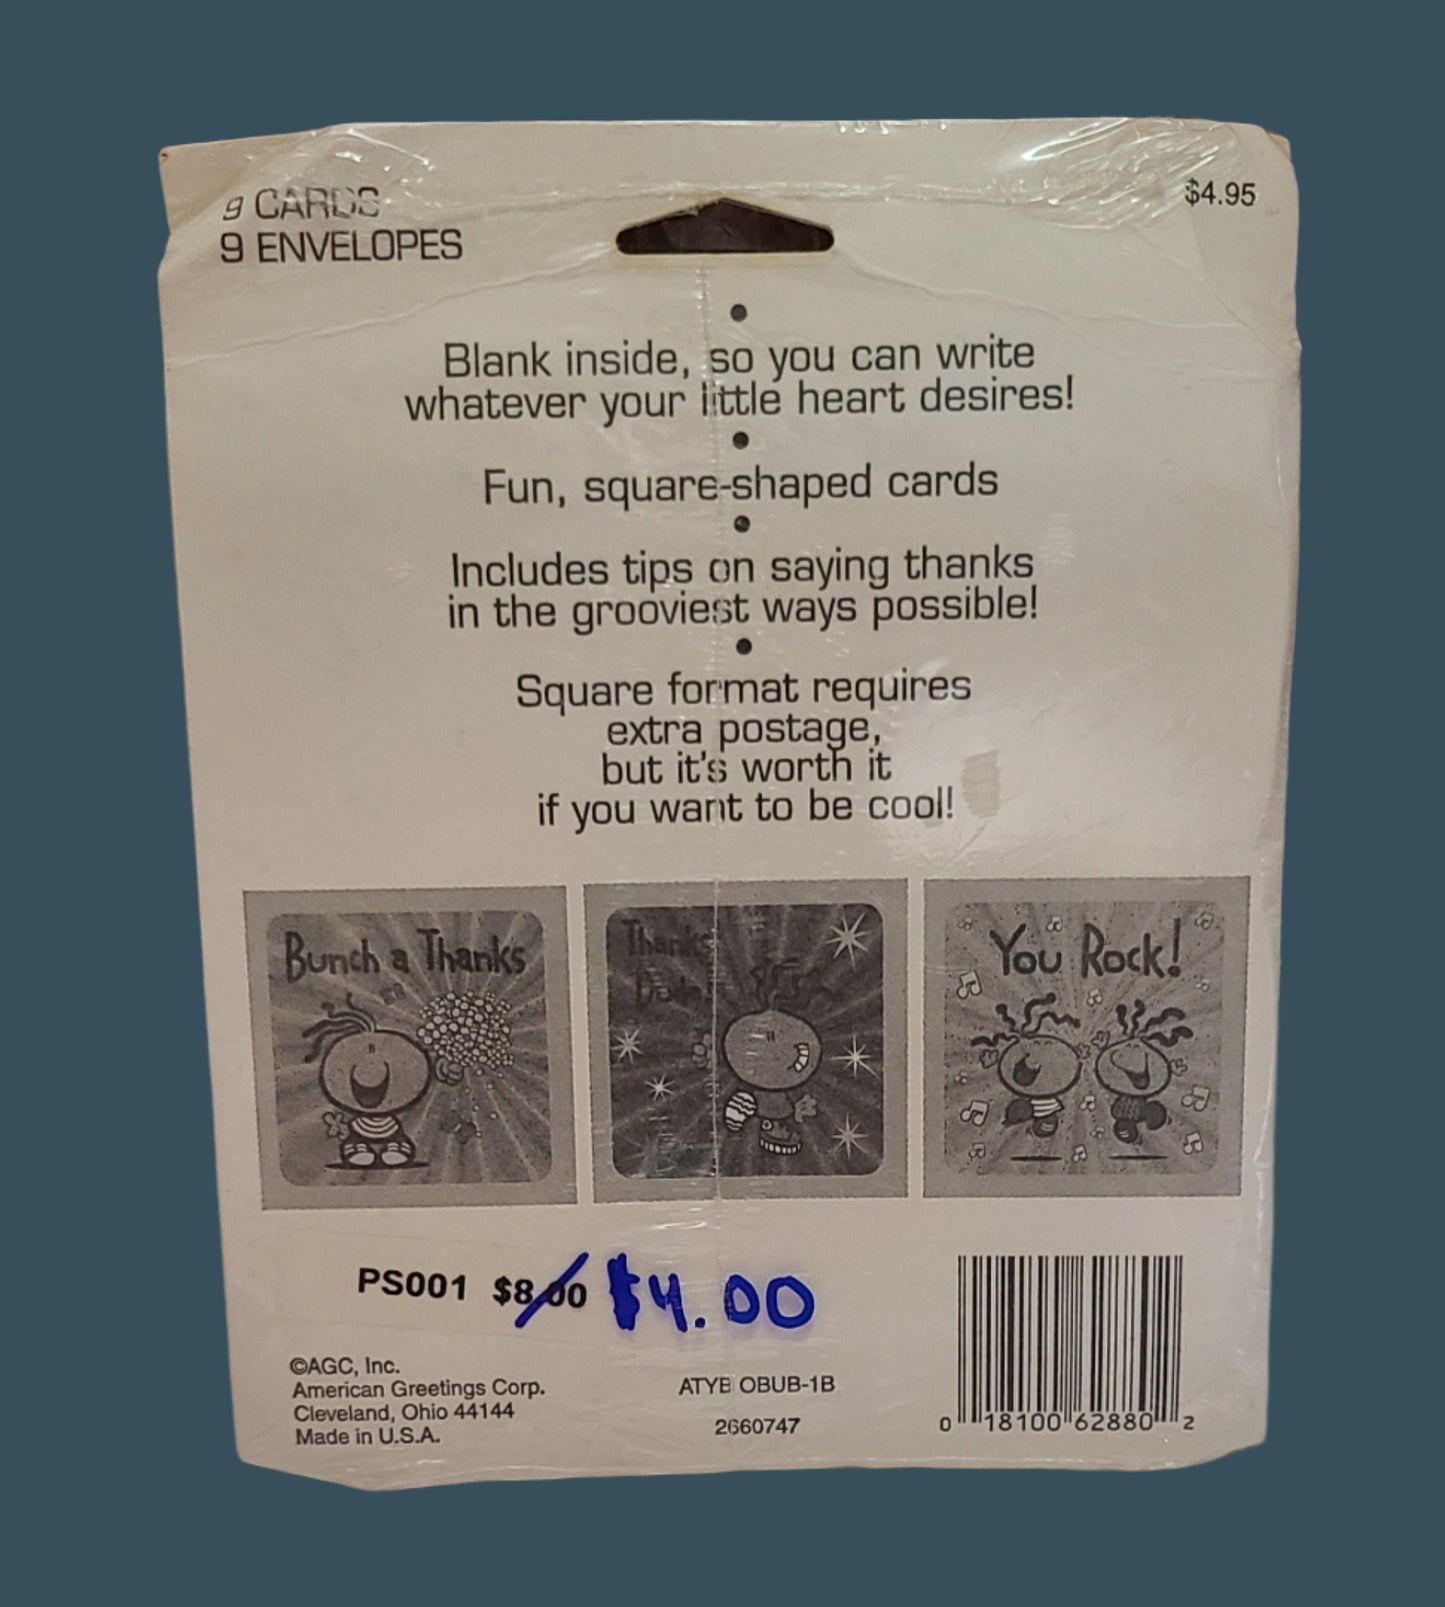 9 CARDS
9 ENVELOPES
$4.95
•
Blank inside, so you can write
whatever your little heart desires!
•
Fun, square-shaped cards
•
Includes tips on saying thanks
in the grooviest ways possible!
•
Square format requires
extra postage,
but it's worth it
if you want to be cool!
Bunch a Thanks
Thanks
Dude!
You Rock!
PS001 $8.00 $4.00
©AGC, Inc.
American Greetings Corp.
Cleveland, Ohio 44144
Made in U.S.A.
ATYB OBUB-1B
2660747
0 18100 62880 2